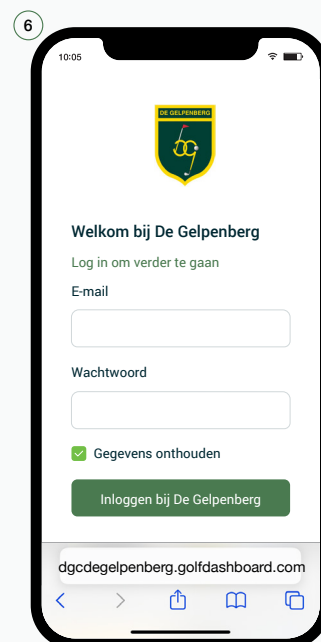 6
10:05
DE GELPENBERG
Welkom bij De Gelpenberg
Log in om verder te gaan
E-mail
Wachtwoord
Gegevens onthouden
Inloggen bij De Gelpenberg
dgcdegelpenberg.golfdashboard.com